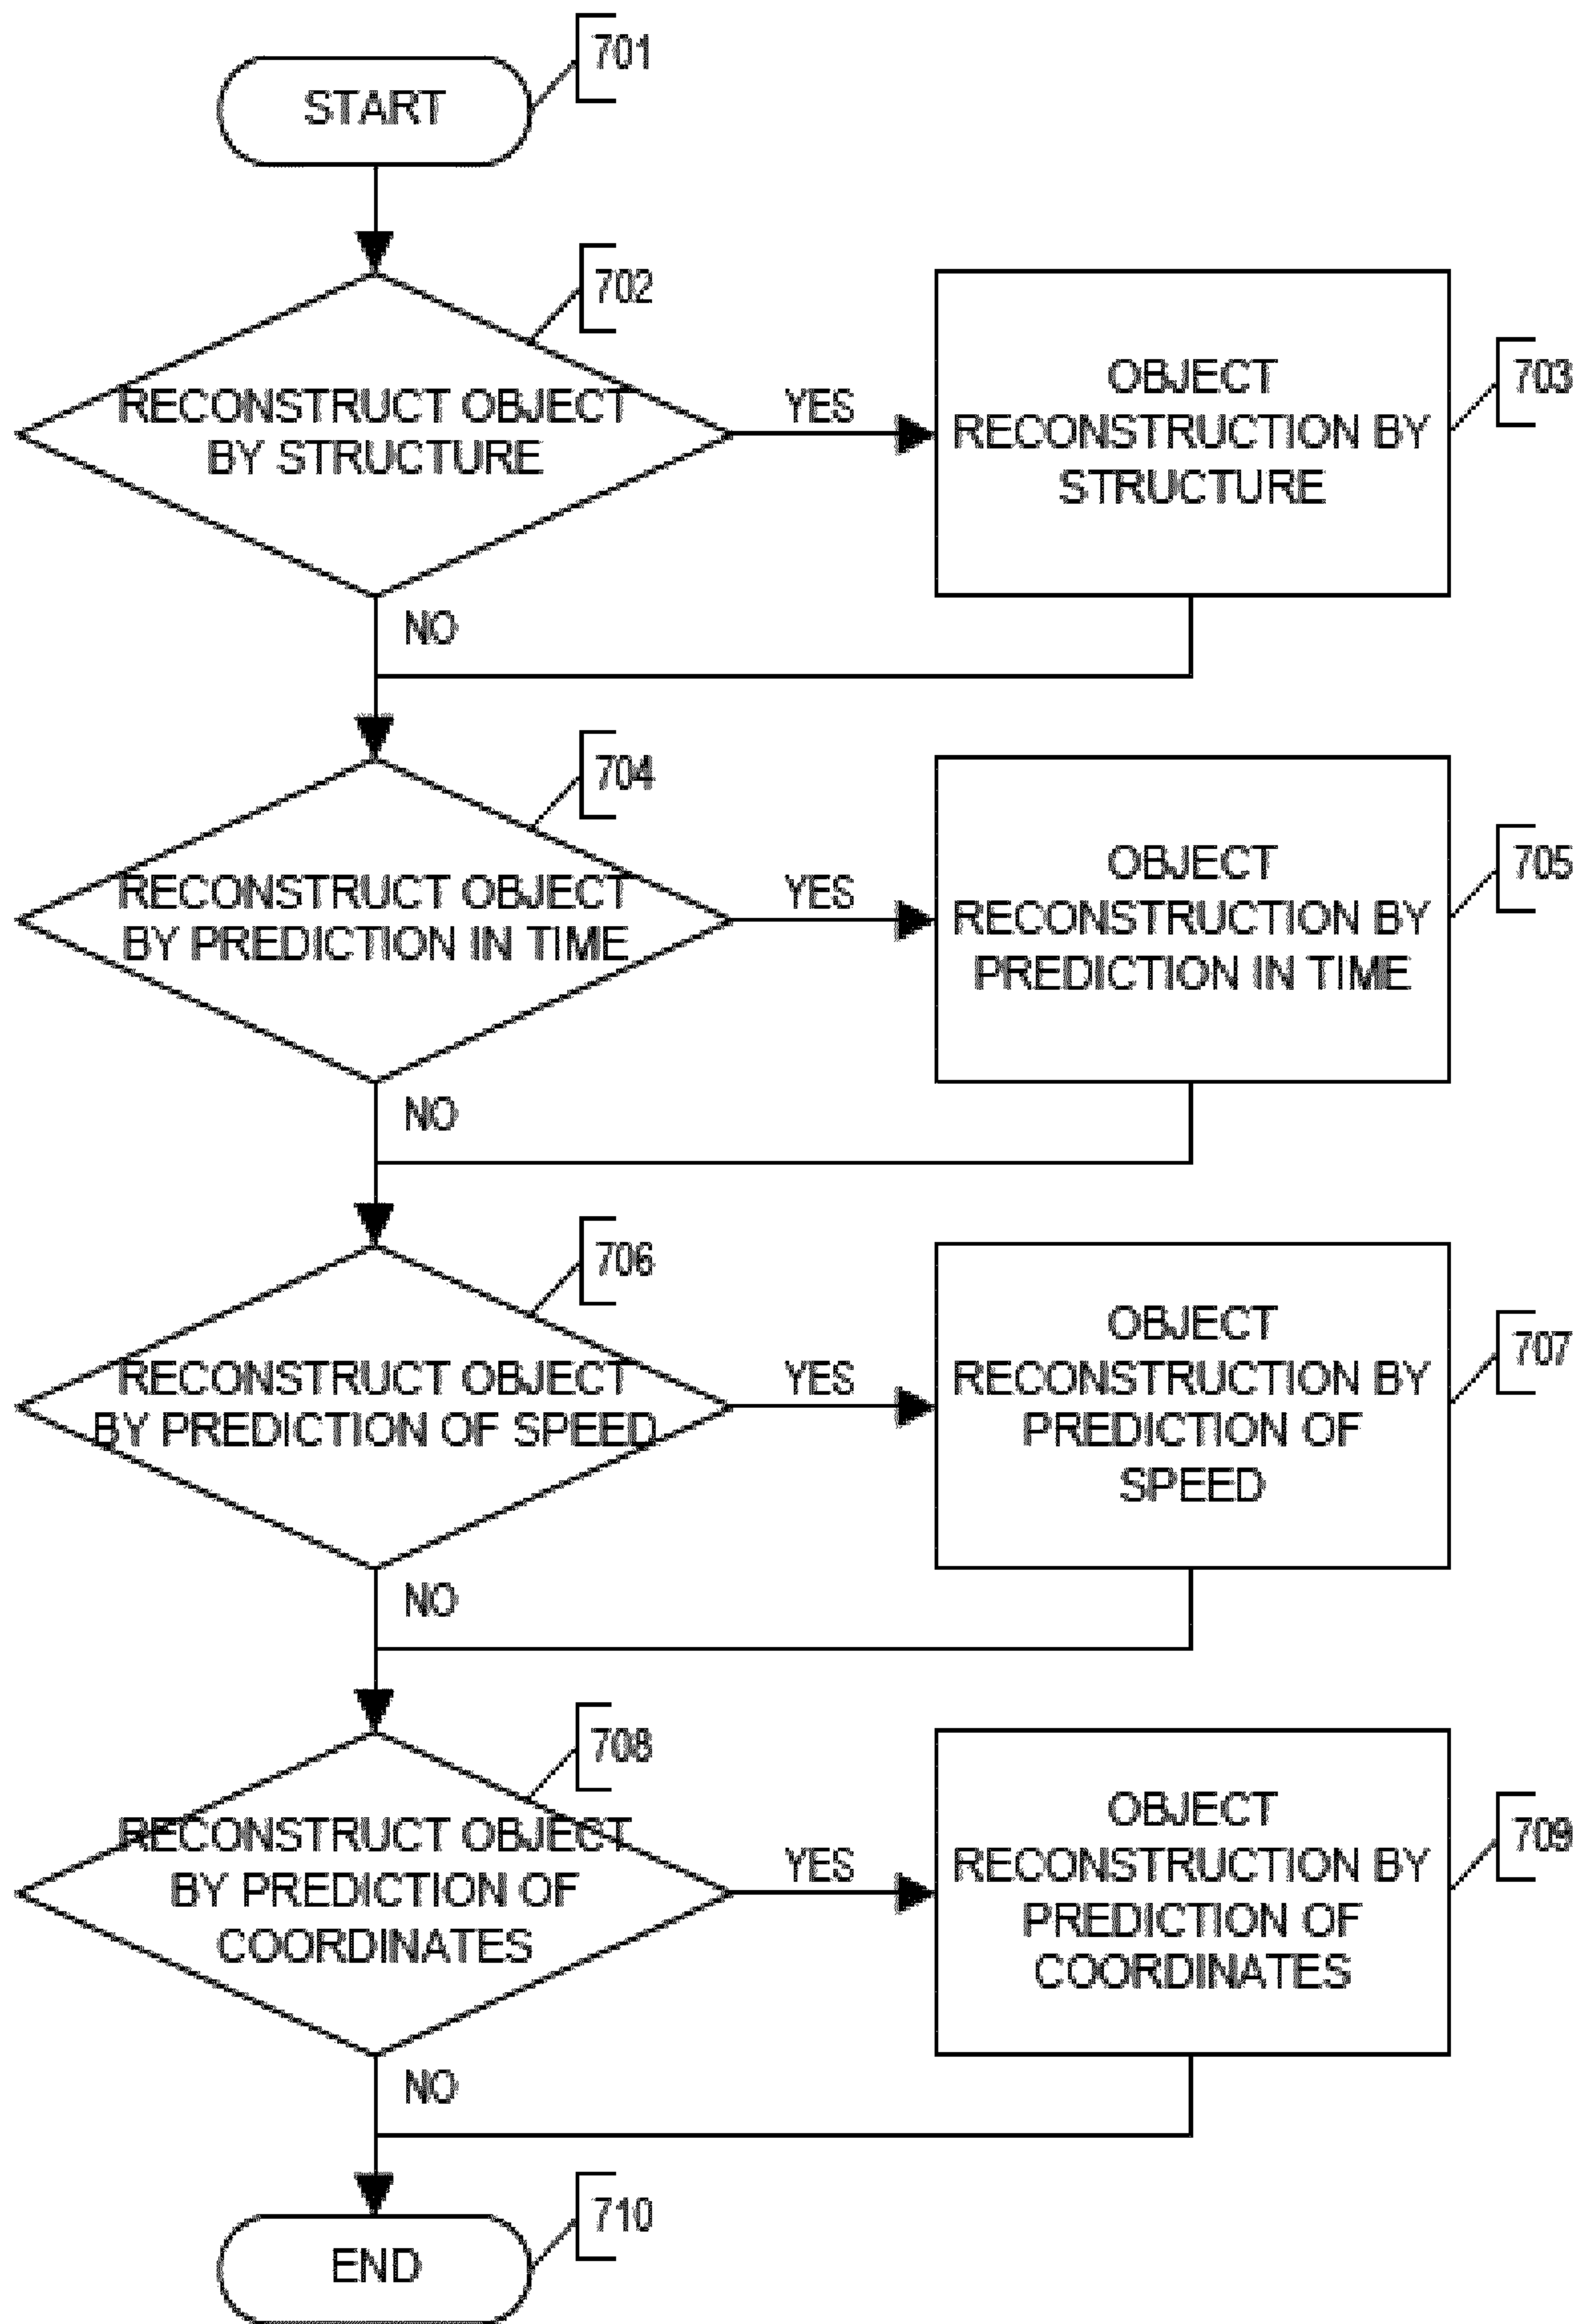 701
START
702
RECONSTRUCT OBJECT
BY STRUCTURE
YES
OBJECT
RECONSTRUCTION BY
STRUCTURE
703
NO
704
RECONSTRUCT OBJECT
BY PREDICTION IN TIME
YES
OBJECT
RECONSTRUCTION BY
PREDICTION IN TIME
705
NO
706
RECONSTRUCT OBJECT
BY PREDICTION OF SPEED
YES
OBJECT
RECONSTRUCTION BY
PREDICTION OF
SPEED
707
NO
708
RECONSTRUCT OBJECT
BY PREDICTION OF
COORDINATES
YES
OBJECT
RECONSTRUCTION BY
PREDICTION OF
COORDINATES
709
NO
710
END